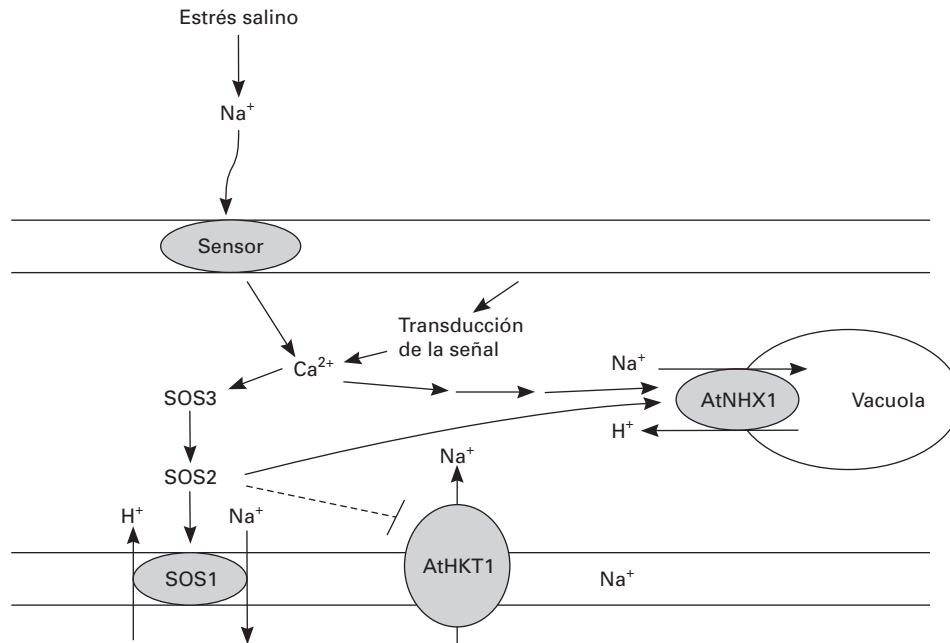 Estrés salino
Na⁺
Sensor
Transducción
de la señal
Ca²⁺
Na⁺
SOS3
AtNHX1
Vacuola
H⁺
Na⁺
SOS2
H⁺
Na⁺
AtHKT1
SOS1
Na⁺